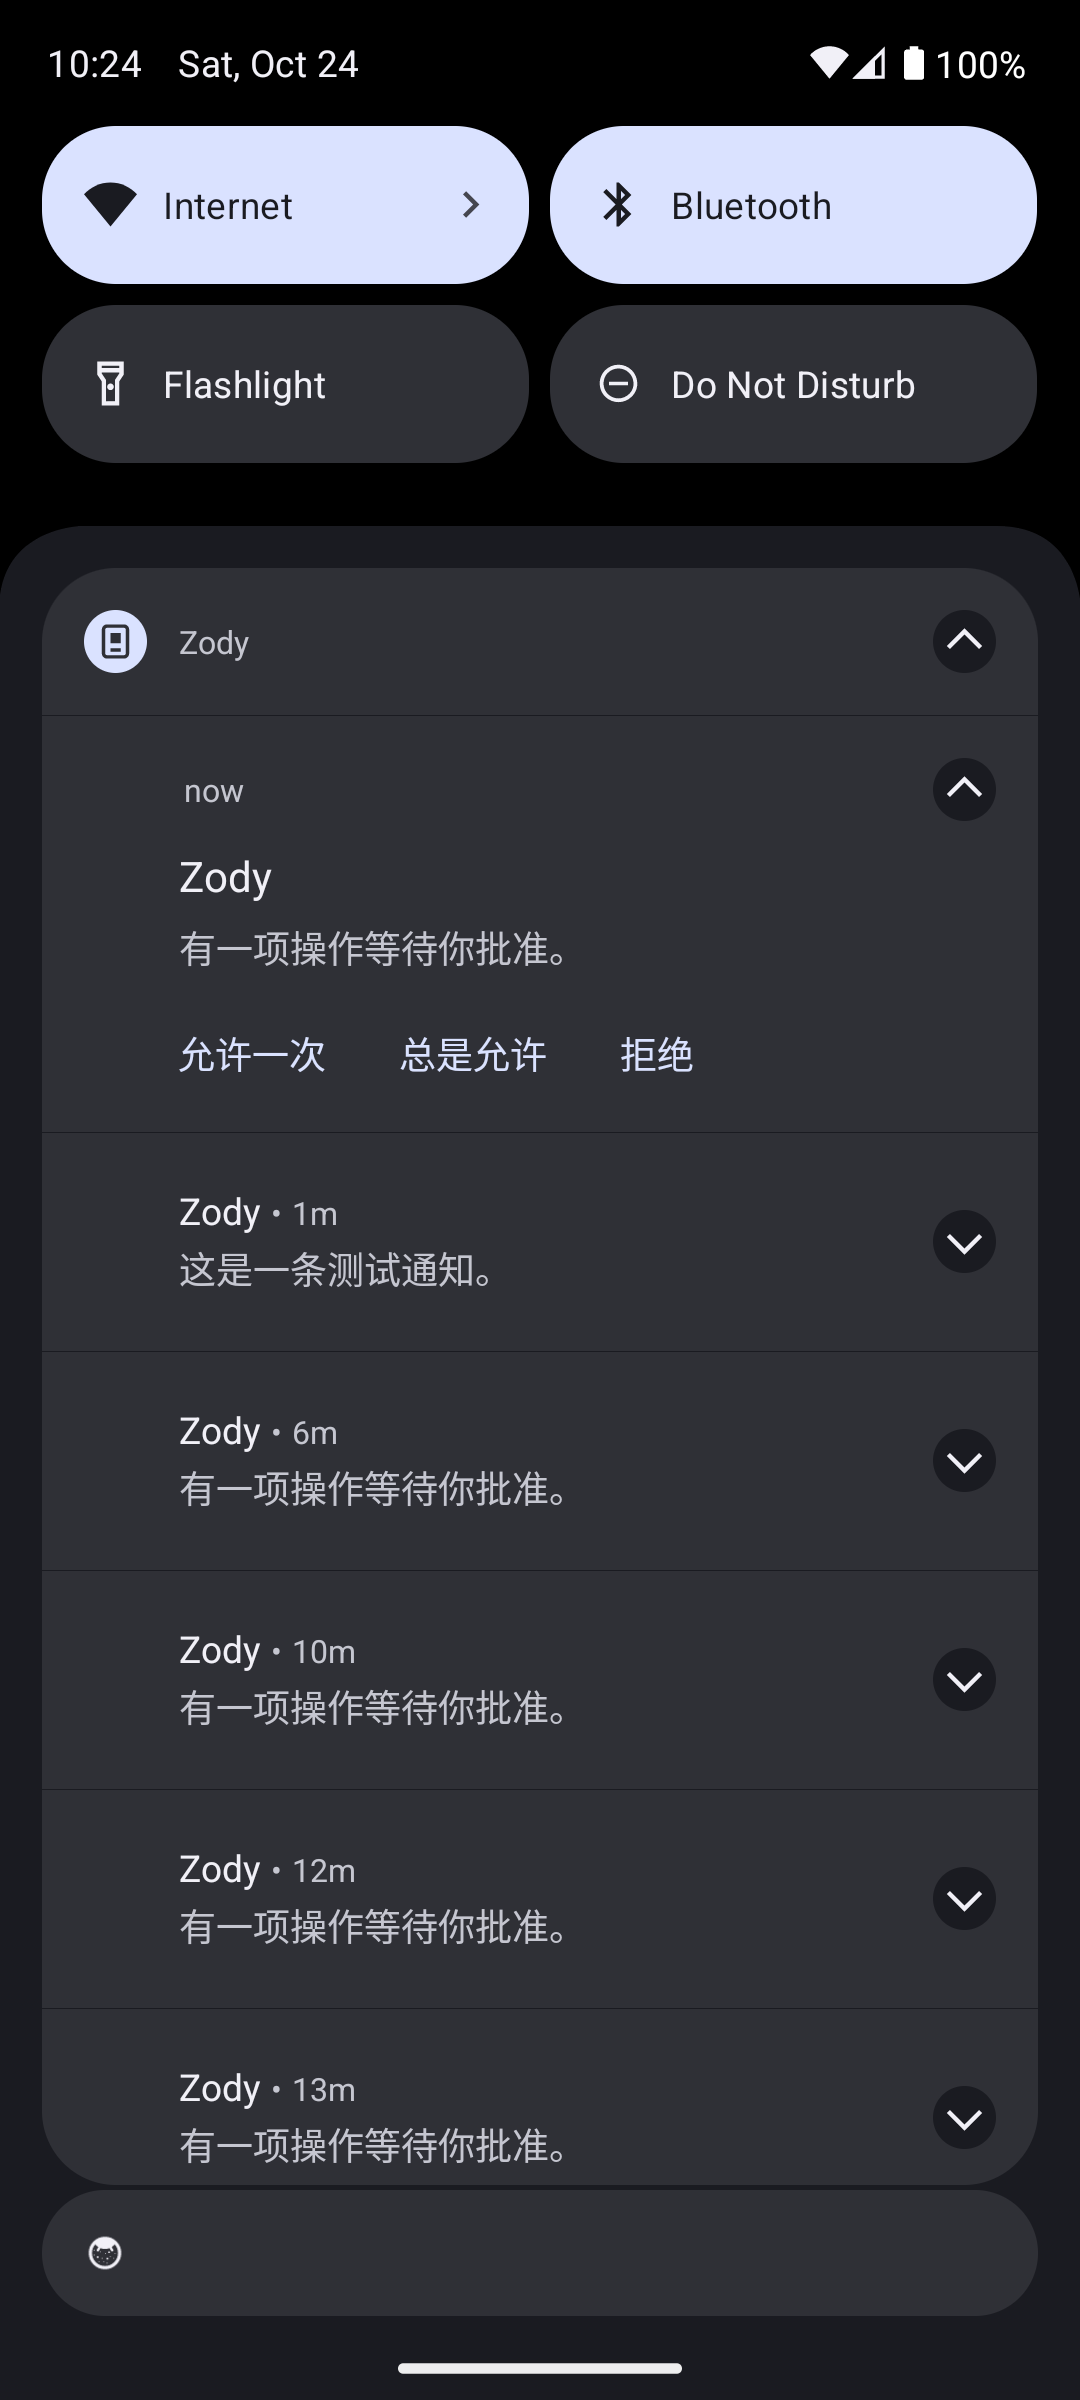 10:24 Sat, Oct 24 100%
Internet Bluetooth
Flashlight Do Not Disturb
Zody
now
Zody
有一项操作等待你批准。
允许一次 总是允许 拒绝
Zody • 1m
这是一条测试通知。
Zody • 6m
有一项操作等待你批准。
Zody • 10m
有一项操作等待你批准。
Zody • 12m
有一项操作等待你批准。
Zody • 13m
有一项操作等待你批准。